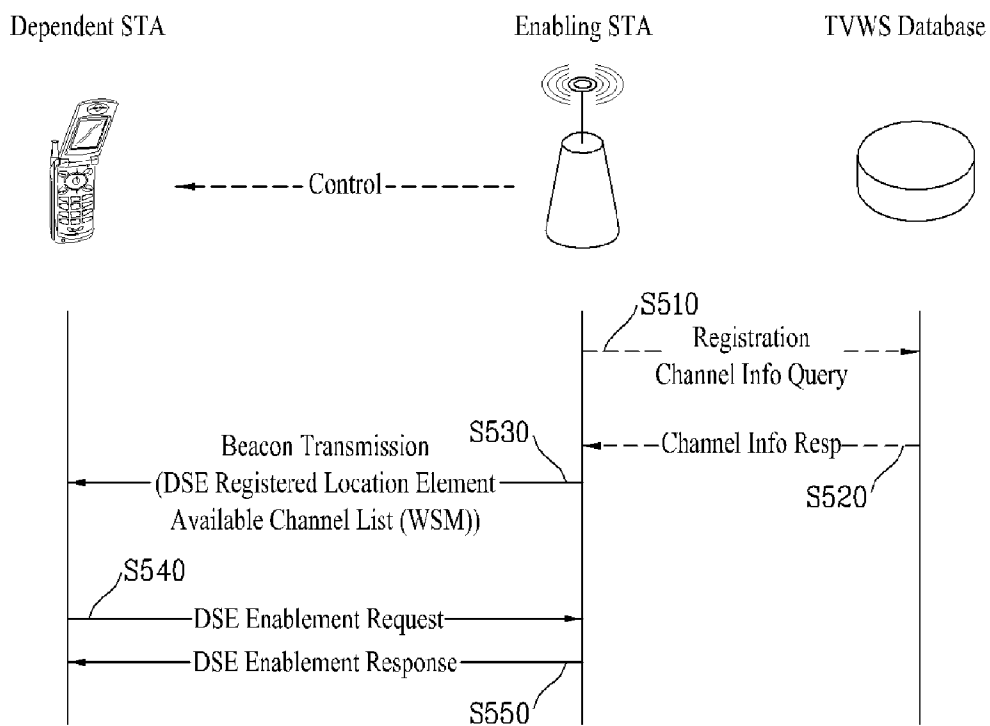 Dependent STA
Enabling STA
TVWS Database
Control
S510
Registration
Channel Info Query
S530
Channel Info Resp
S520
Beacon Transmission
(DSE Registered Location Element
Available Channel List (WSM))
S540
DSE Enablement Request
DSE Enablement Response
S550